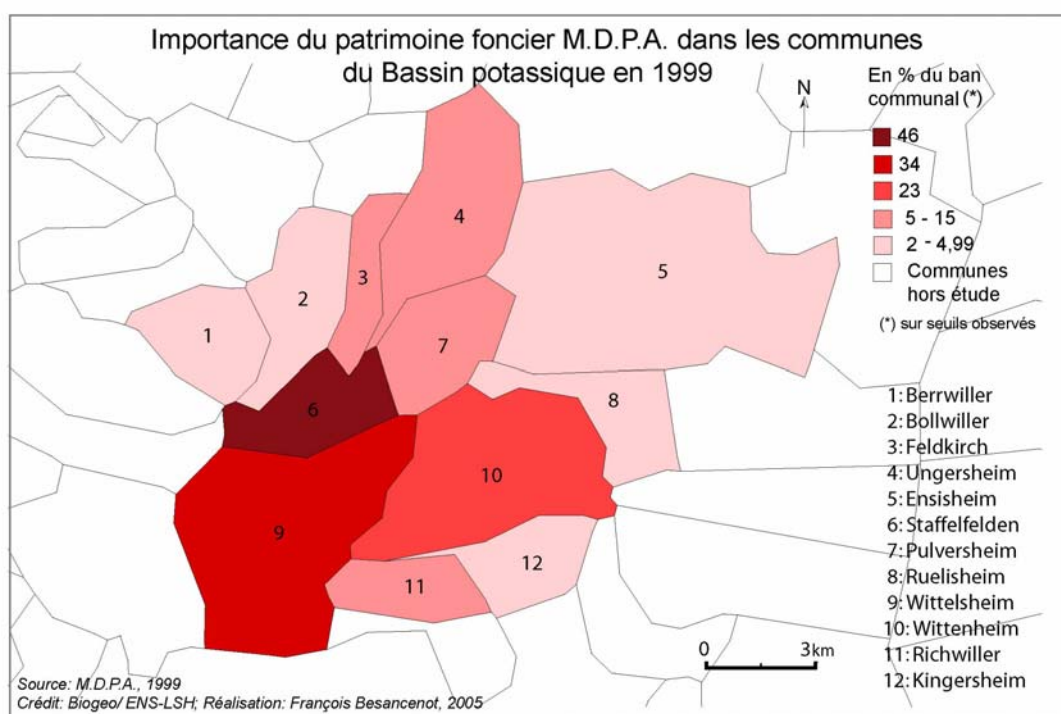 Importance du patrimoine foncier M.D.P.A. dans les communes
du Bassin potassique en 1999
En % du ban
communal (*)
46
34
23
5 - 15
2 - 4,99
Communes
hors étude
(*) sur seuils observés
N
1
2
3
4
5
6
7
8
9
10
11
12
1: Berrwiller
2: Bollwiller
3: Feldkirch
4: Ungersheim
5: Ensisheim
6: Staffelfelden
7: Pulversheim
8: Ruelisheim
9: Wittelsheim
10: Wittenheim
11: Richwiller
12: Kingersheim
0 3km
Source: M.D.P.A., 1999
Crédit: Biogeo/ ENS-LSH; Réalisation: François Besancenot, 2005